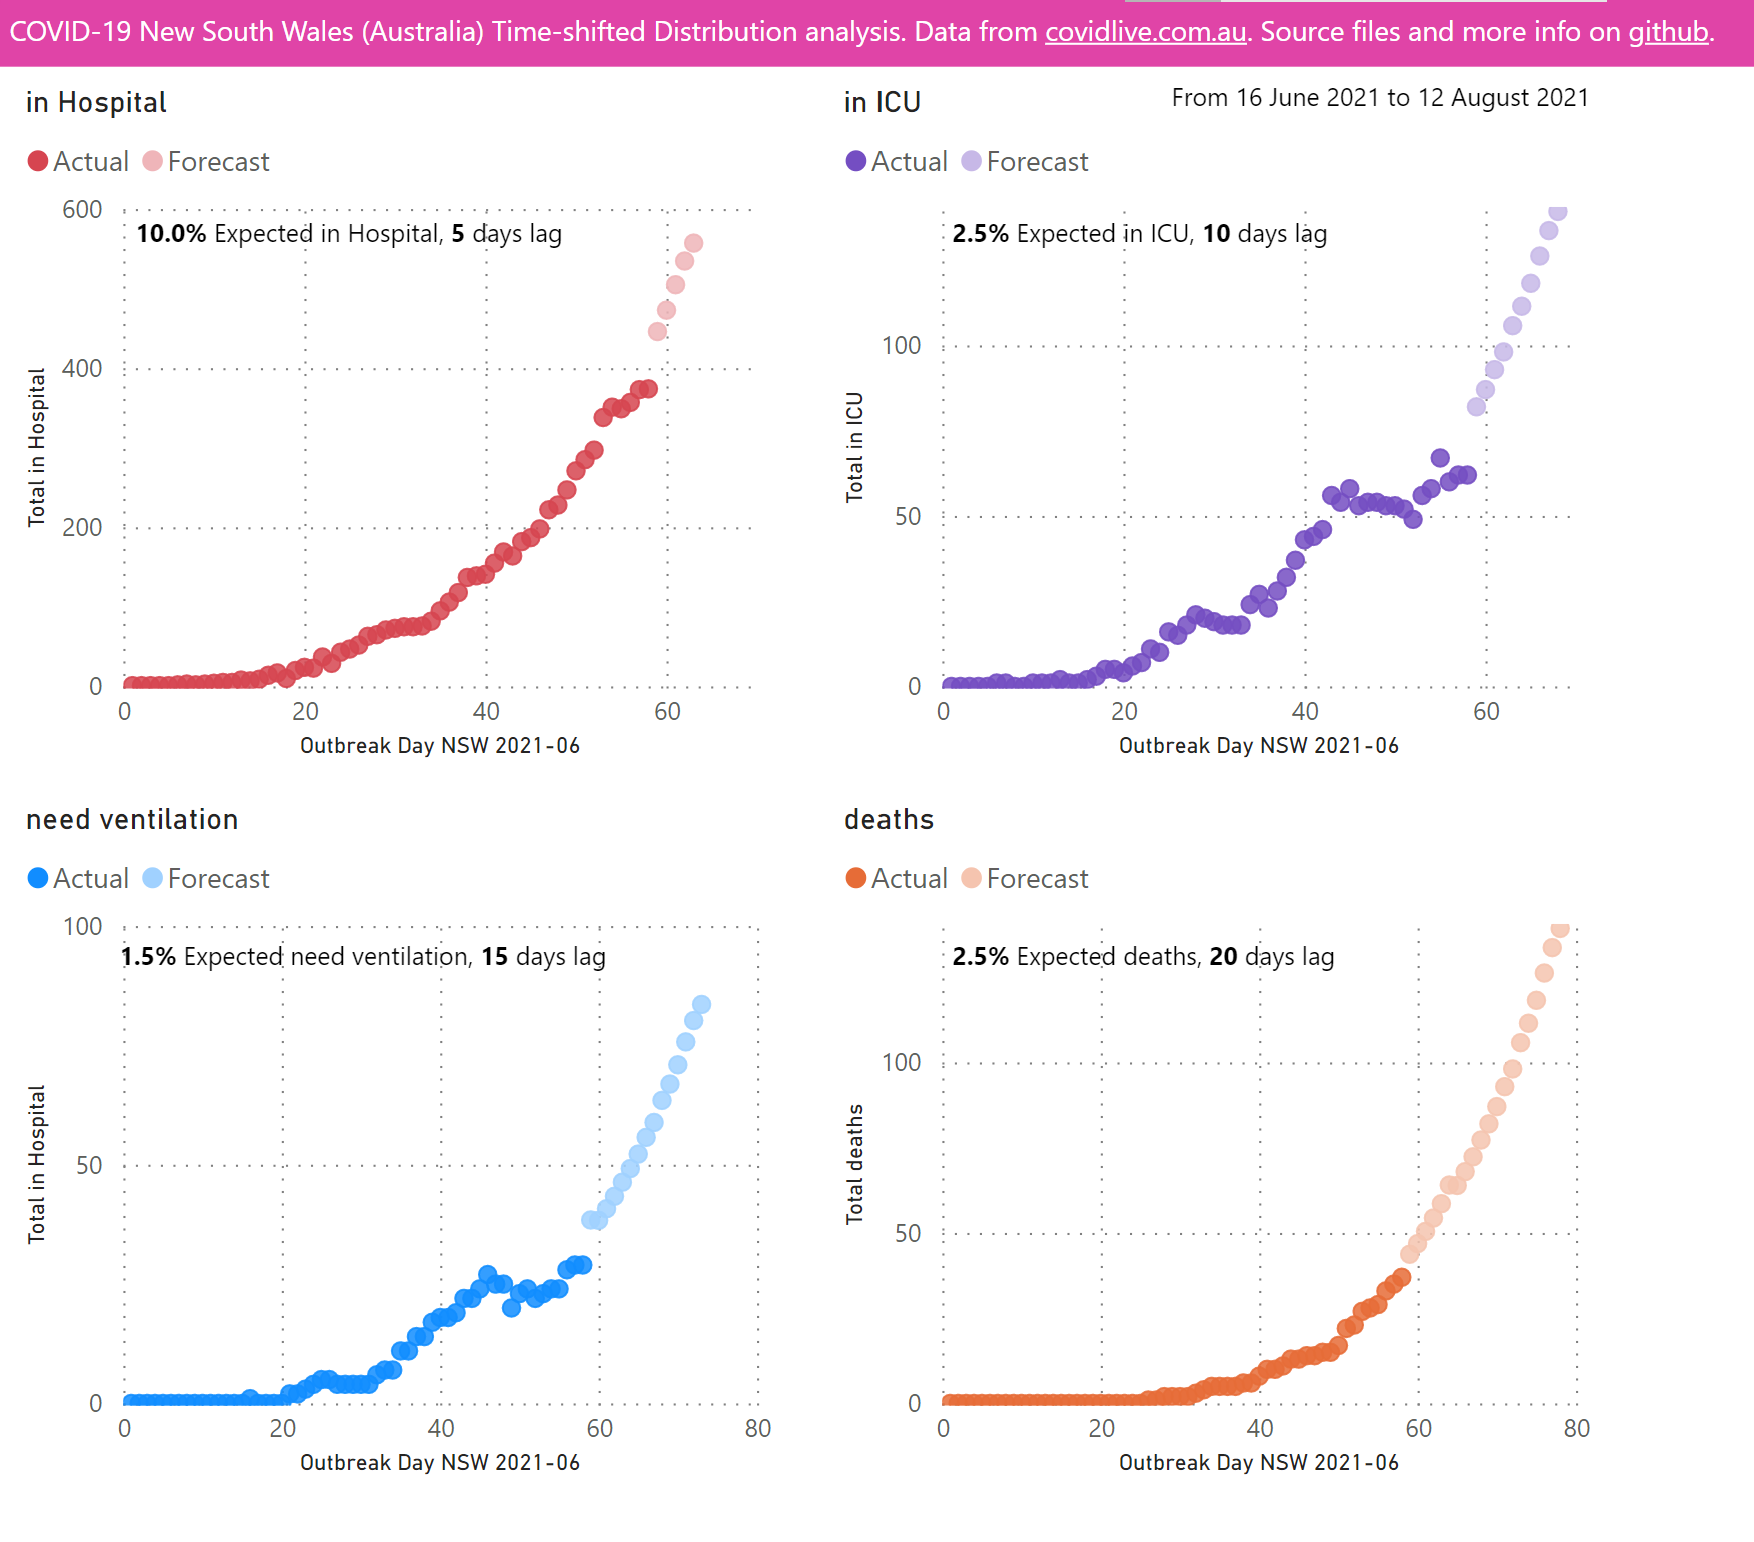 COVID-19 New South Wales (Australia) Time-shifted Distribution analysis. Data from covidlive.com.au. Source files and more info on github.
in Hospital
Actual Forecast
600
10.0% Expected in Hospital, 5 days lag
400
200
0
Total in Hospital
0 20 40 60
Outbreak Day NSW 2021-06
in ICU
From 16 June 2021 to 12 August 2021
Actual Forecast
2.5% Expected in ICU, 10 days lag
100
50
0
Total in ICU
0 20 40 60
Outbreak Day NSW 2021-06
need ventilation
Actual Forecast
100
1.5% Expected need ventilation, 15 days lag
50
0
Total in Hospital
0 20 40 60 80
Outbreak Day NSW 2021-06
deaths
Actual Forecast
2.5% Expected deaths, 20 days lag
100
50
0
Total deaths
0 20 40 60 80
Outbreak Day NSW 2021-06